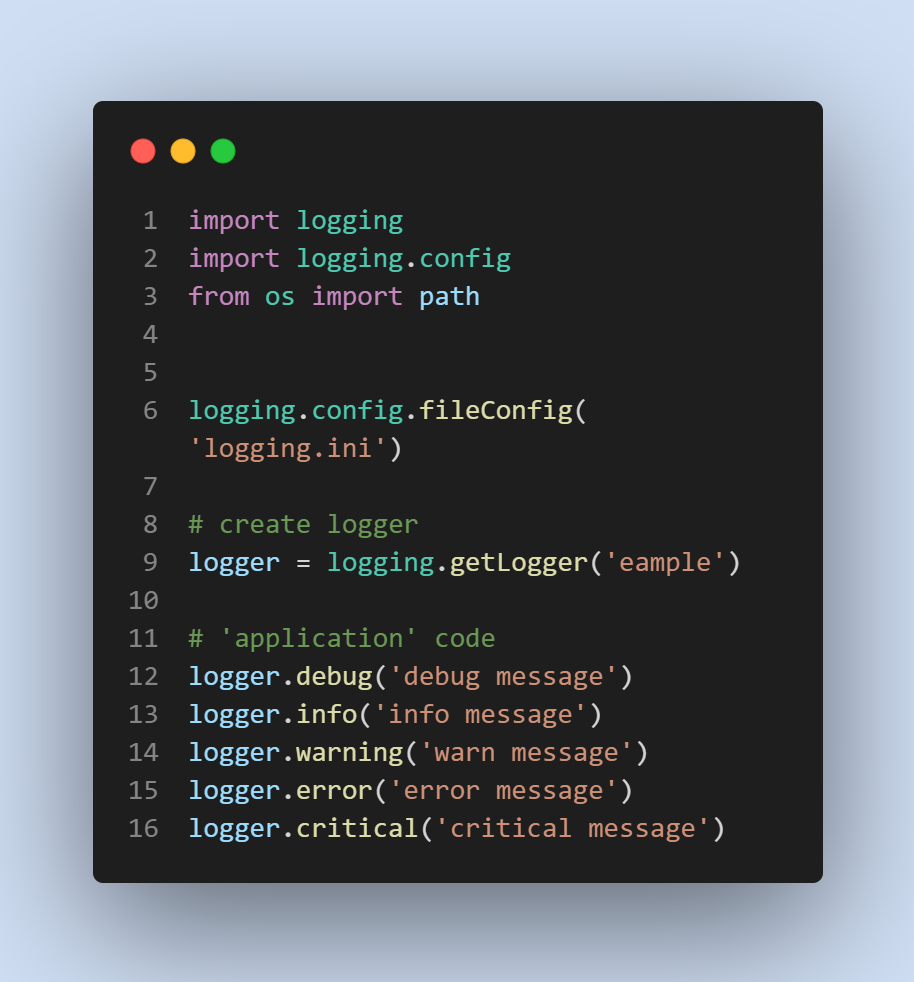 1 import logging
2 import logging.config
3 from os import path
4
5
6 logging.config.fileConfig(
'logging.ini')
7
8 # create logger
9 logger = logging.getLogger('eample')
10
11 # 'application' code
12 logger.debug('debug message')
13 logger.info('info message')
14 logger.warning('warn message')
15 logger.error('error message')
16 logger.critical('critical message')